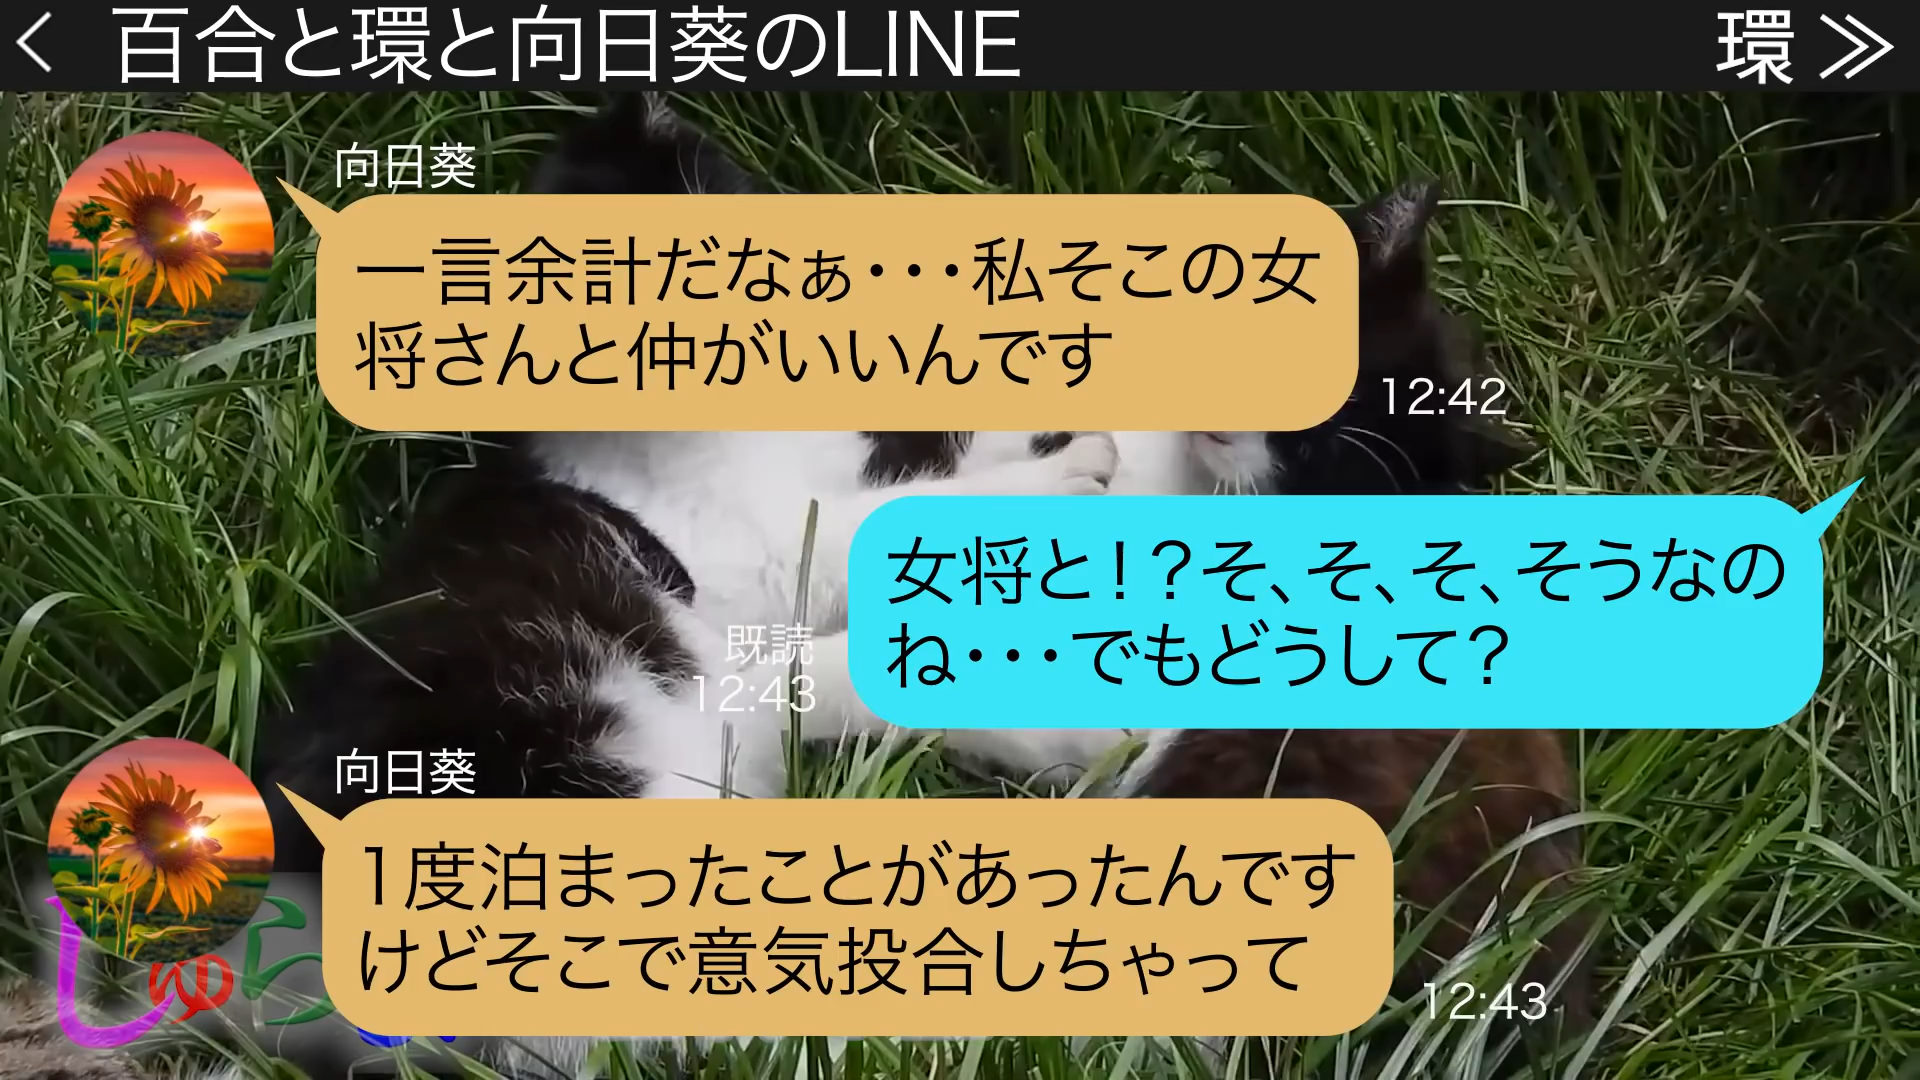 百合と環と向日葵のLINE
環
向日葵
一言余計だなぁ･･･私そこの女
将さんと仲がいいんです
12:42
女将と！？そ、そ、そ、そうなの
ね･･･でもどうして？
既読
12:43
向日葵
1度泊まったことがあったんです
けどそこで意気投合しちゃって
12:43
しゅら